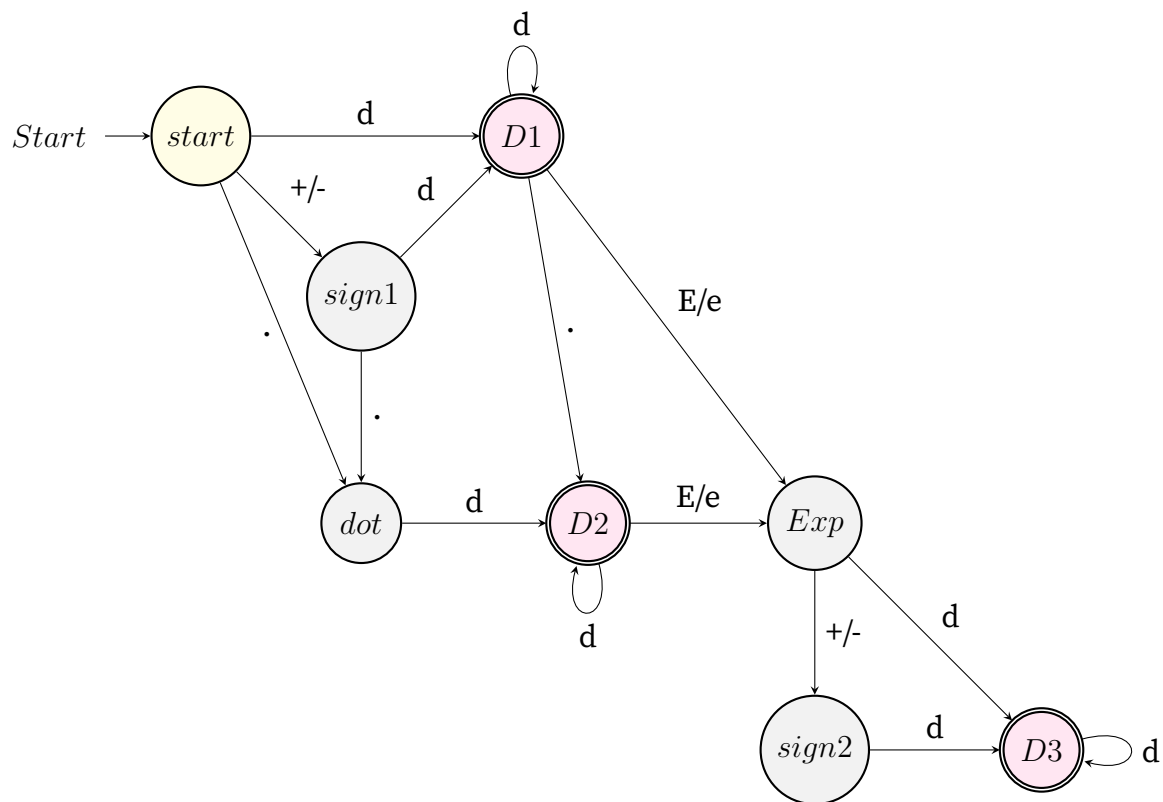 d
Start
start
d
D1
+/-
d
sign1
E/e
.
.
.
dot
d
D2
E/e
Exp
d
+/-
d
sign2
d
D3
d